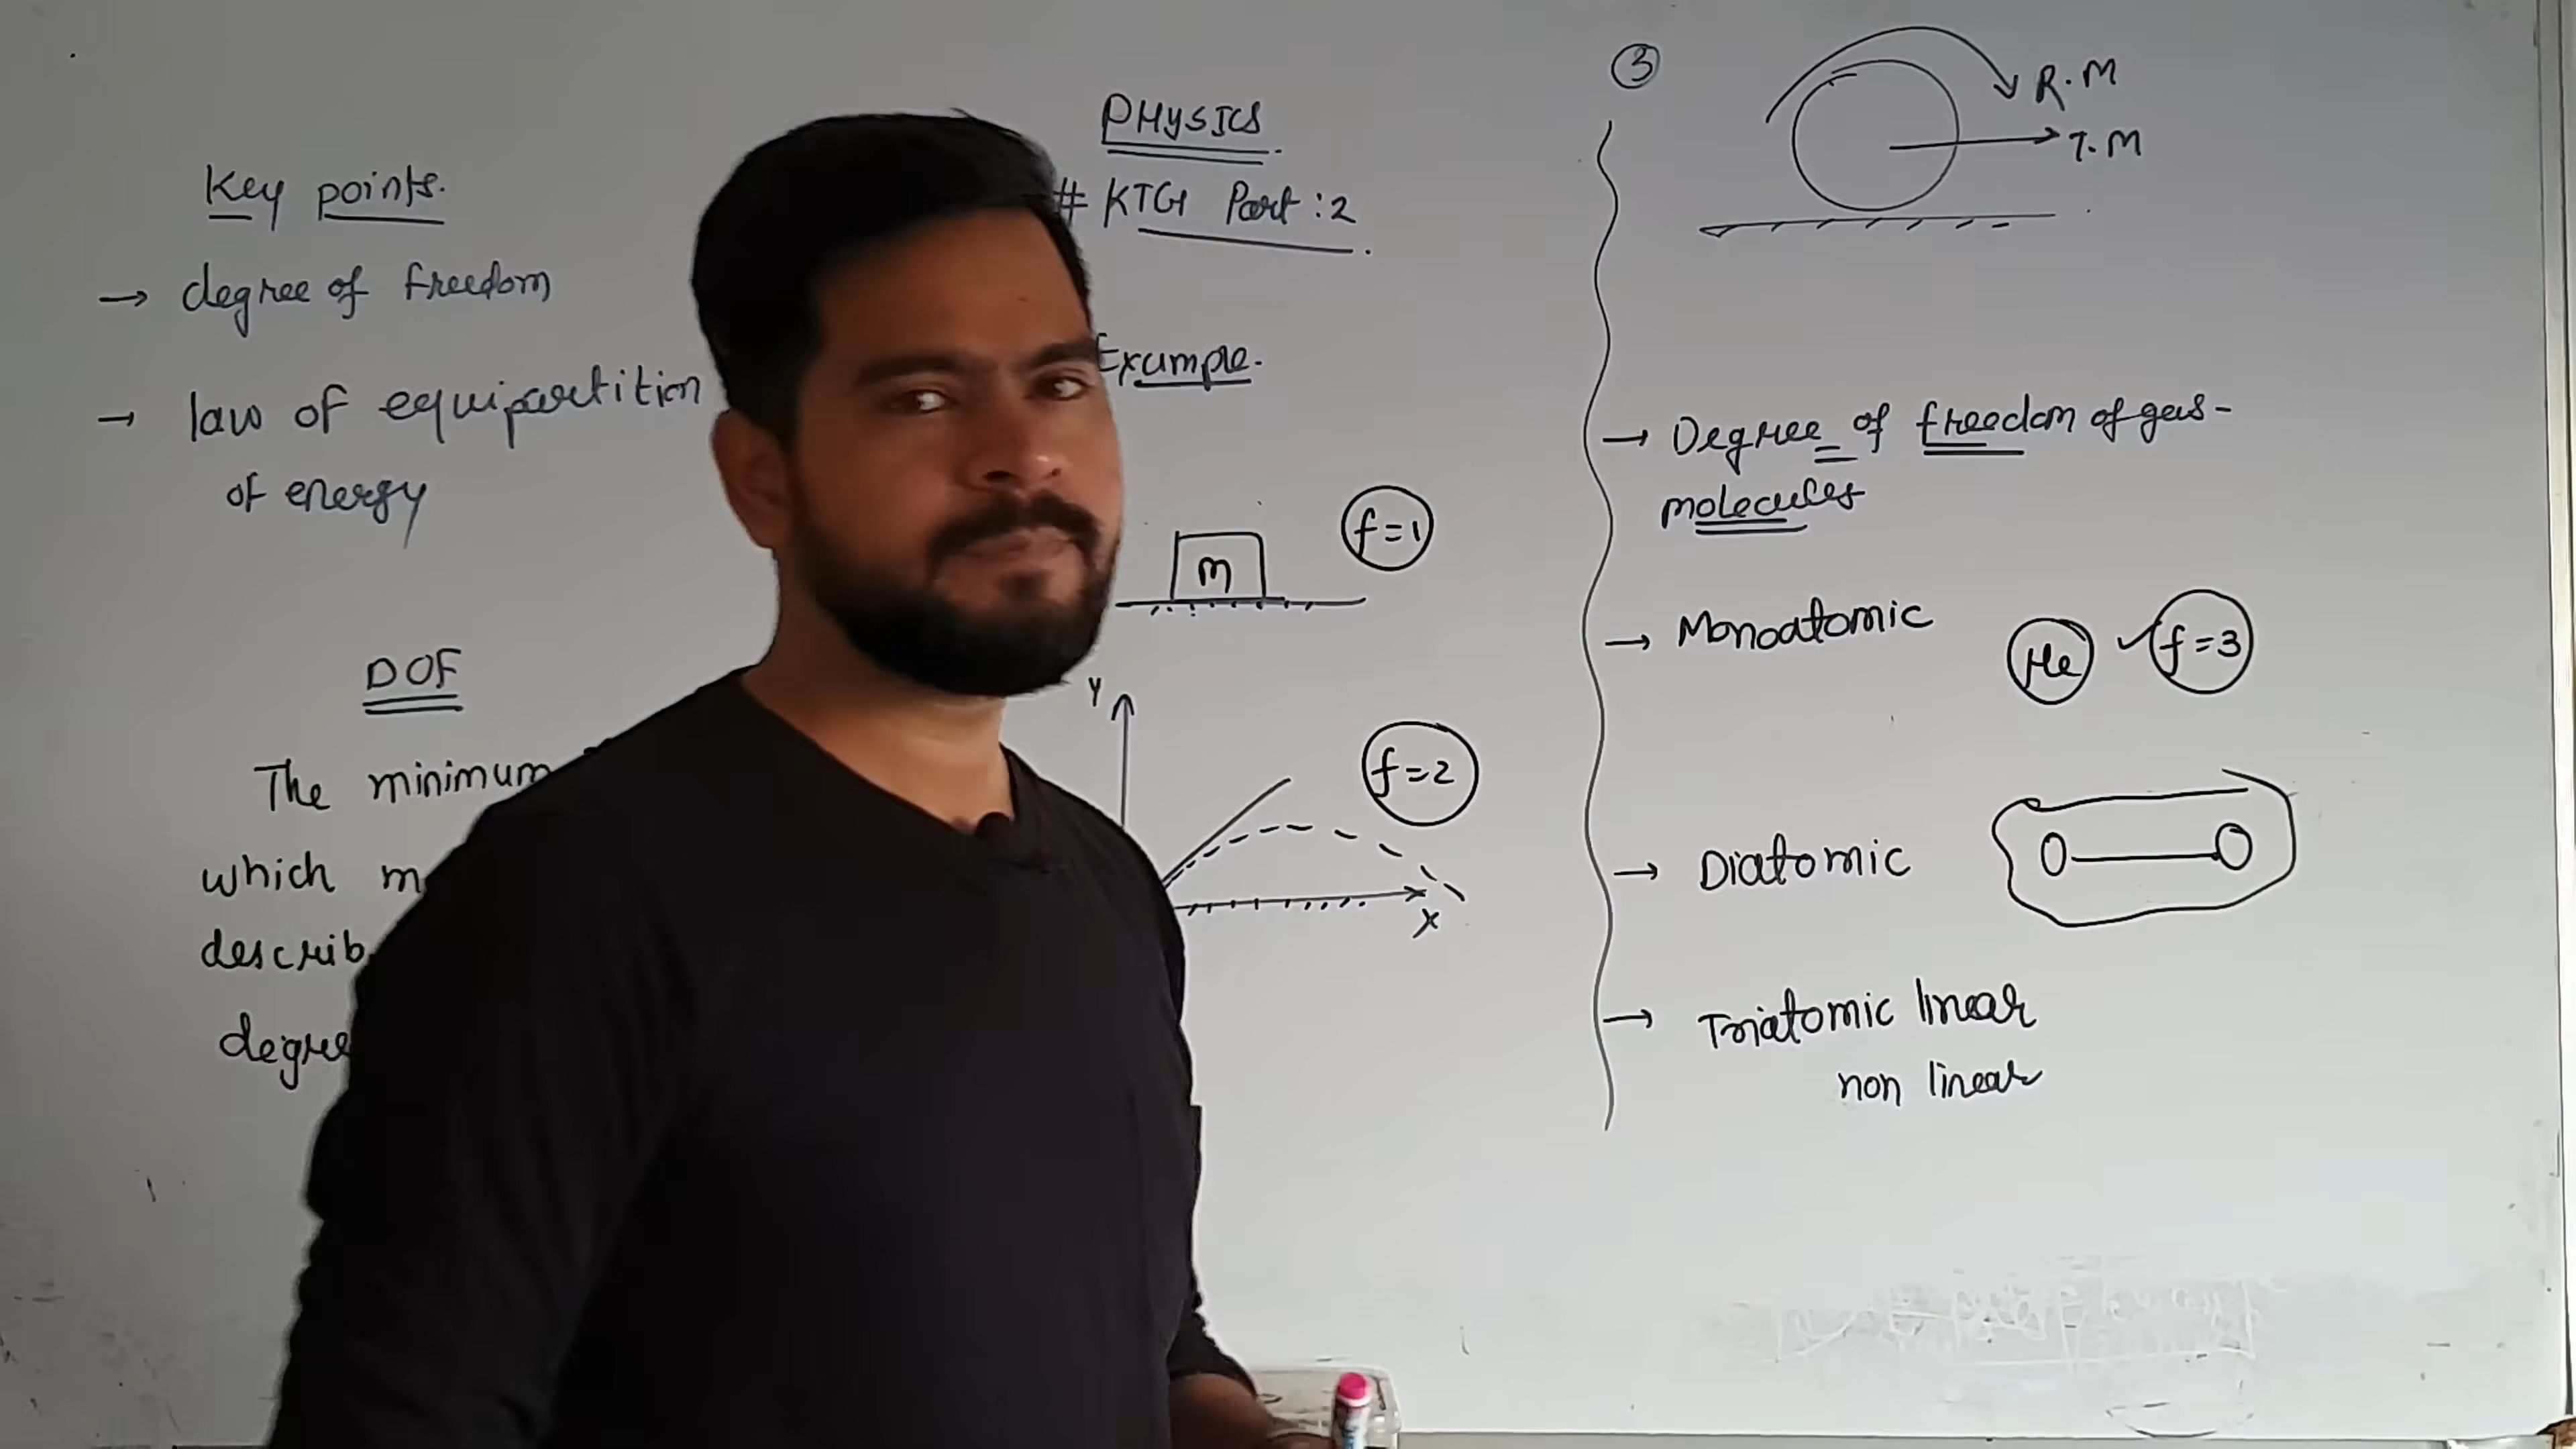 Key points.
→ degree of freedom
→ law of equipartition
of energy
DOF
The minimum
which m
describ
degree
PHYSICS
# KTG Part : 2
Example.
m
f=1
Y
f=2
X
3
R.M
T.M
→ Degree of freedom of gas-
molecules
→ Monoatomic
He ✓ f=3
→ Diatomic
→ Triatomic linear
non linear